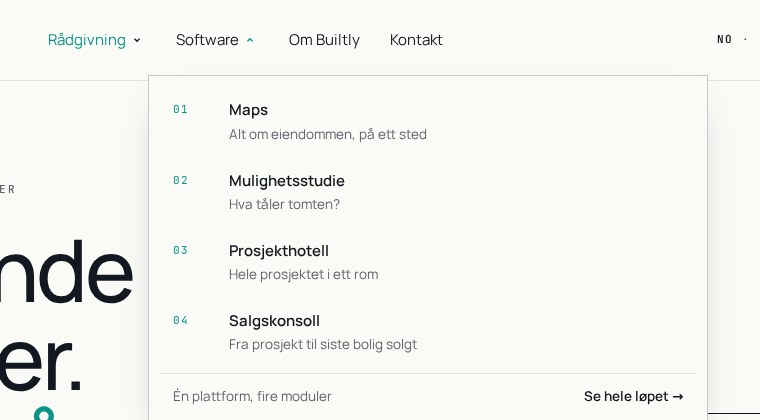 Rådgivning Software Om Builtly Kontakt NO ·
01 Maps
Alt om eiendommen, på ett sted
ER
02 Mulighetsstudie
Hva tåler tomten?
03 Prosjekthotell
nde
Hele prosjektet i ett rom
04 Salgskonsoll
Fra prosjekt til siste bolig solgt
er.
Én plattform, fire moduler Se hele løpet →